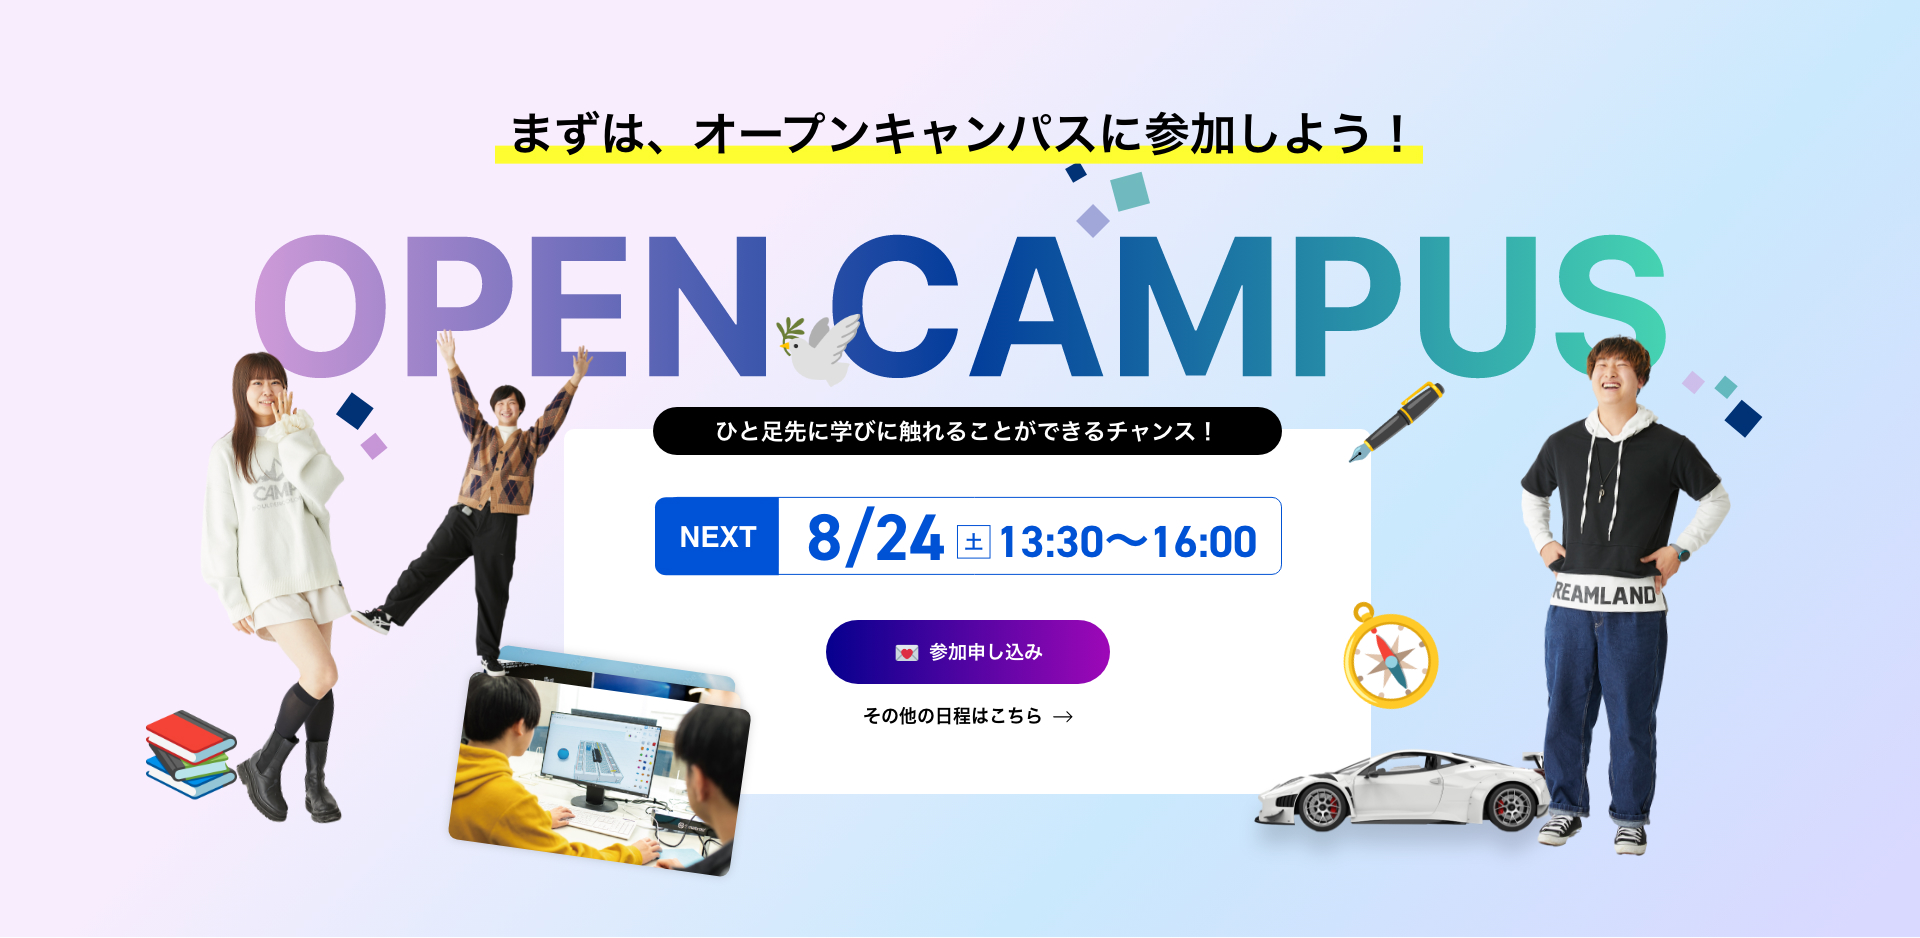 まずは、オープンキャンパスに参加しよう！
OPEN CAMPUS
ひと足先に学びに触れることができるチャンス！
NEXT 8/24 土 13:30〜16:00
参加申し込み
その他の日程はこちら →
CAMP
REAMLAND